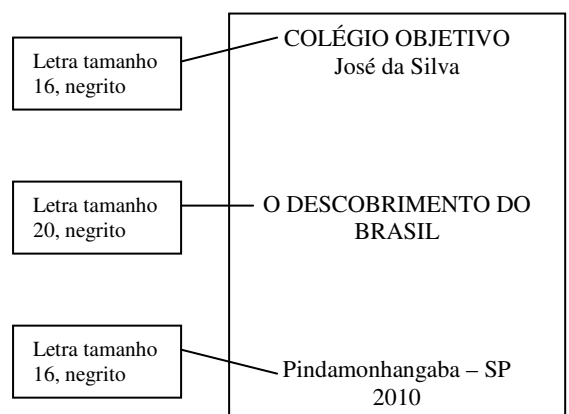 Letra tamanho
16, negrito
COLÉGIO OBJETIVO
José da Silva
Letra tamanho
20, negrito
O DESCOBRIMENTO DO
BRASIL
Letra tamanho
16, negrito
Pindamonhangaba – SP
2010